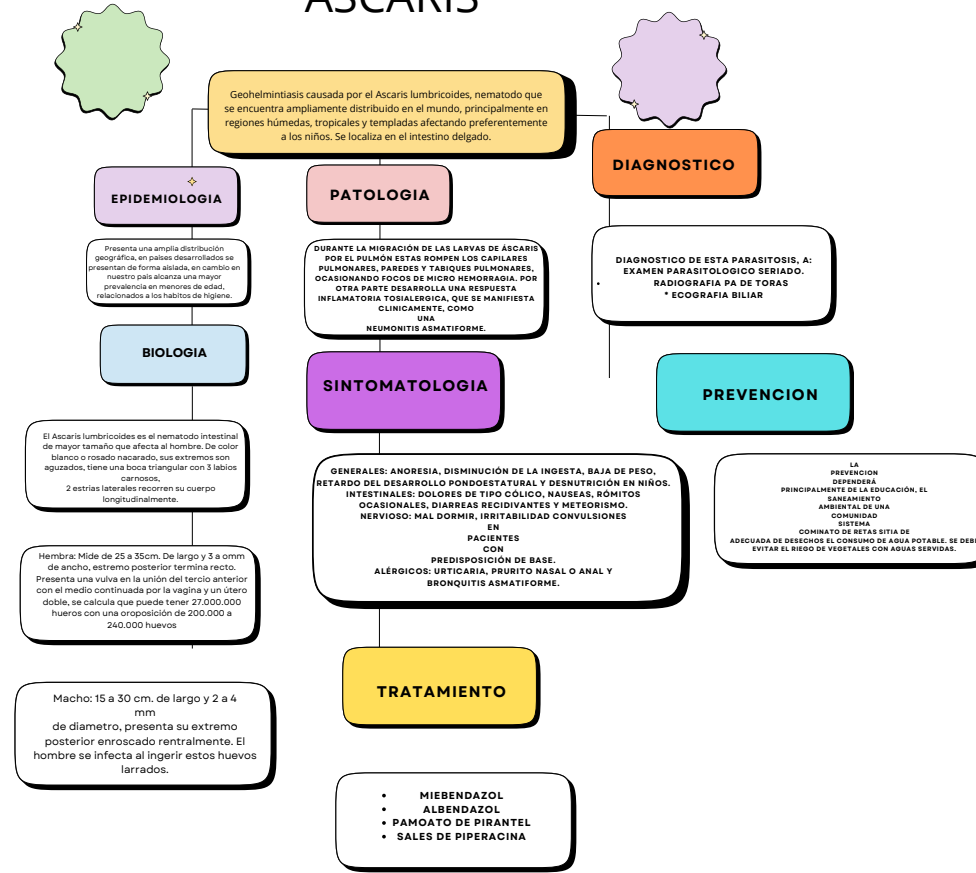 ASCARIS
Geohelmintiasis causada por el Ascaris lumbricoides, nematodo que
se encuentra ampliamente distribuido en el mundo, principalmente en
regiones húmedas, tropicales y templadas afectando preferentemente
a los niños. Se localiza en el intestino delgado.
EPIDEMIOLOGIA
Presenta una amplia distribución
geográfica, en paises desarrollados se
presentan de forma aislada, en cambio en
nuestro pais alcanza una mayor
prevalencia en menores de edad,
relacionados a los habitos de higiene.
BIOLOGIA
El Ascaris lumbricoides es el nematodo intestinal
de mayor tamaño que afecta al hombre. De color
blanco o rosado nacarado, sus extremos son
aguzados, tiene una boca triangular con 3 labios
carnosos,
2 estrias laterales recorren su cuerpo
longitudinalmente.
Hembra: Mide de 25 a 35cm. De largo y 3 a omm
de ancho, estremo posterior termina recto.
Presenta una vulva en la unión del tercio anterior
con el medio continuada por la vagina y un útero
doble, se calcula que puede tener 27.000.000
hueros con una oroposición de 200.000 a
240.000 huevos
Macho: 15 a 30 cm. de largo y 2 a 4
mm
de diametro, presenta su extremo
posterior enroscado rentralmente. El
hombre se infecta al ingerir estos huevos
larrados.
PATOLOGIA
DURANTE LA MIGRACIÓN DE LAS LARVAS DE ÁSCARIS
POR EL PULMÓN ESTAS ROMPEN LOS CAPILARES
PULMONARES, PAREDES Y TABIQUES PULMONARES,
OCASIONANDO FOCOS DE MICRO HEMORRAGIA. POR
OTRA PARTE DESARROLLA UNA RESPUESTA
INFLAMATORIA TOSIALERGICA, QUE SE MANIFIESTA
CLINICAMENTE, COMO
UNA
NEUMONITIS ASMATIFORME.
SINTOMATOLOGIA
GENERALES: ANORESIA, DISMINUCIÓN DE LA INGESTA, BAJA DE PESO,
RETARDO DEL DESARROLLO PONDOESTATURAL Y DESNUTRICIÓN EN NIÑOS.
INTESTINALES: DOLORES DE TIPO CÓLICO, NAUSEAS, RÓMITOS
OCASIONALES, DIARREAS RECIDIVANTES Y METEORISMO.
NERVIOSO: MAL DORMIR, IRRITABILIDAD CONVULSIONES
EN
PACIENTES
CON
PREDISPOSICIÓN DE BASE.
ALÉRGICOS: URTICARIA, PRURITO NASAL O ANAL Y
BRONQUITIS ASMATIFORME.
TRATAMIENTO
• MIEBENDAZOL
• ALBENDAZOL
• PAMOATO DE PIRANTEL
• SALES DE PIPERACINA
DIAGNOSTICO
DIAGNOSTICO DE ESTA PARASITOSIS, A:
EXAMEN PARASITOLOGICO SERIADO.
• RADIOGRAFIA PA DE TORAS
* ECOGRAFIA BILIAR
PREVENCION
LA
PREVENCION
DEPENDERÁ
PRINCIPALMENTE DE LA EDUCACIÓN, EL
SANEAMIENTO
AMBIENTAL DE UNA
COMUNIDAD
SISTEMA
COMINATO DE RETAS SITIA DE
ADECUADA DE DESECHOS EL CONSUMO DE AGUA POTABLE. SE DEBE
EVITAR EL RIEGO DE VEGETALES CON AGUAS SERVIDAS.